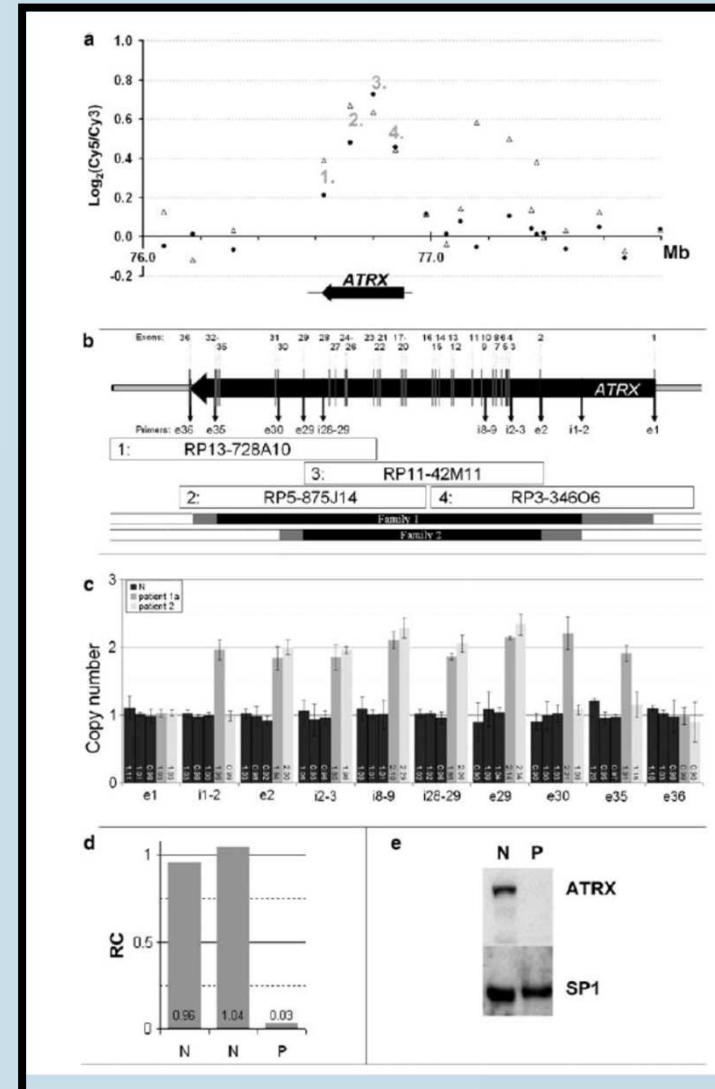 a
1.0
0.8
0.6
0.4
0.2
0.0
-0.2
Log2(Cy5/Cy3)
1.
2.
3.
4.
76.0
77.0
Mb
ATRX
b
Exons: 36 32- 31 29 28 24- 23 21 17- 16 14 13 11 10 8 6 4 2 1
35 30 27 26 22 20 15 12 9 7 5 3
ATRX
Primers: e36 e35 e30 e29 i28-29 i8-9 i2-3 e2 i1-2 e1
1: RP13-728A10
3: RP11-42M11
2: RP5-875J14
4: RP3-346O6
Family 1
Family 2
c
N
patient 1a
patient 2
3
2
1
0
Copy number
e1 i1-2 e2 i2-3 i8-9 i28-29 e29 e30 e35 e36
d
1
0.5
0
RC
0.96 1.04 0.03
N N P
e
N P
ATRX
SP1